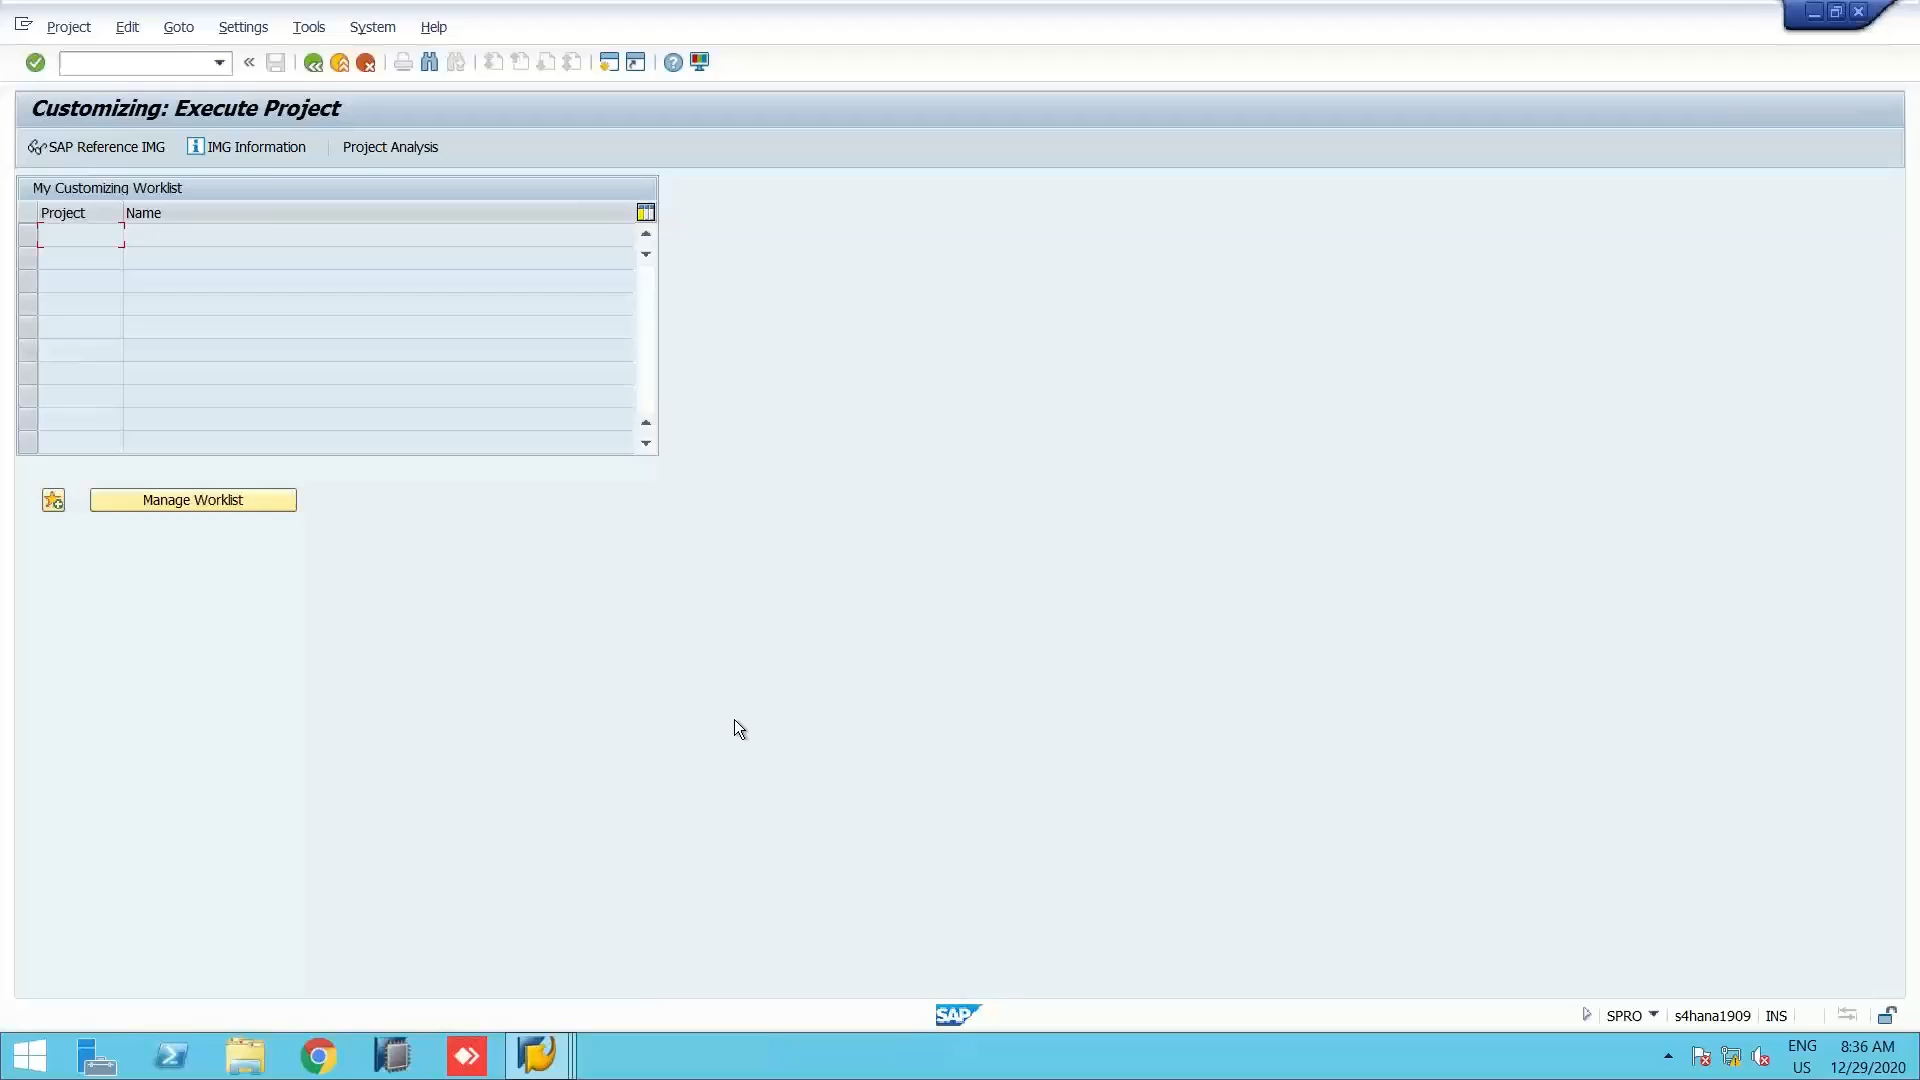 Project Edit Goto Settings Tools System Help
Customizing: Execute Project
SAP Reference IMG IMG Information Project Analysis
My Customizing Worklist
Project Name
Manage Worklist
SAP SPRO s4hana1909 INS
ENG 8:36 AM
US 12/29/2020